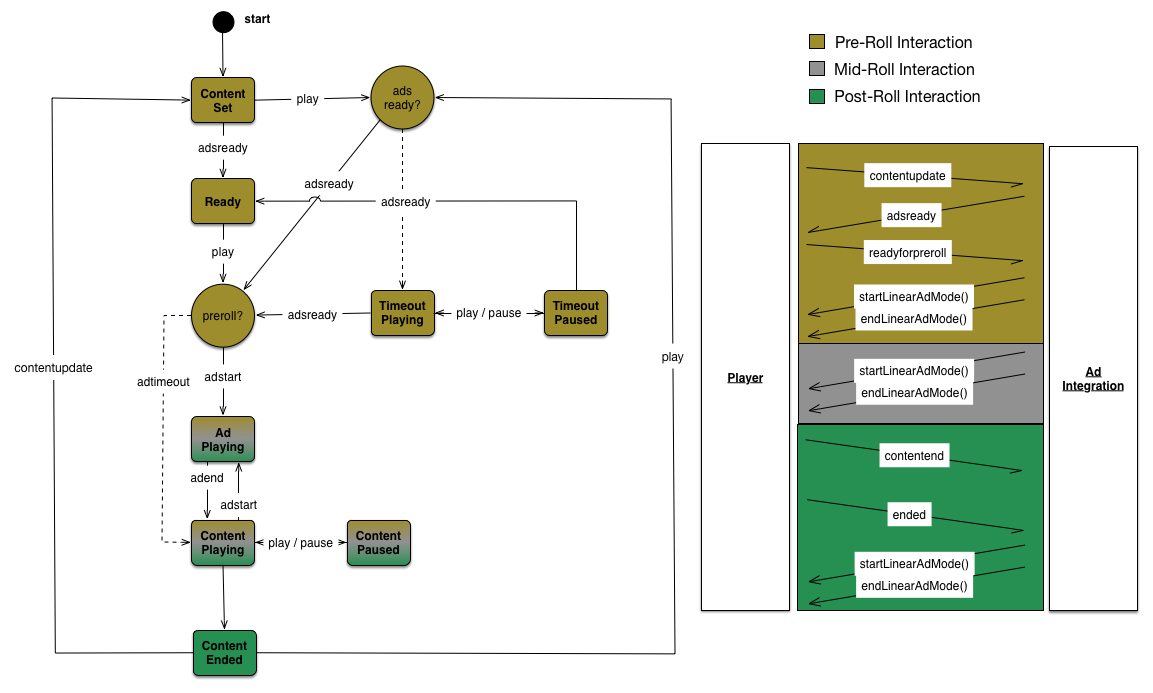 start
Pre-Roll Interaction
Mid-Roll Interaction
Post-Roll Interaction
Content
Set
play
ads
ready?
adsready
adsready
Ready
adsready
play
preroll?
adsready
Timeout
Playing
play / pause
Timeout
Paused
contentupdate
adtimeout
adstart
play
Ad
Playing
adend
adstart
Content
Playing
play / pause
Content
Paused
Content
Ended
Player
contentupdate
adsready
readyforpreroll
startLinearAdMode()
endLinearAdMode()
startLinearAdMode()
endLinearAdMode()
contentend
ended
startLinearAdMode()
endLinearAdMode()
Ad
Integration